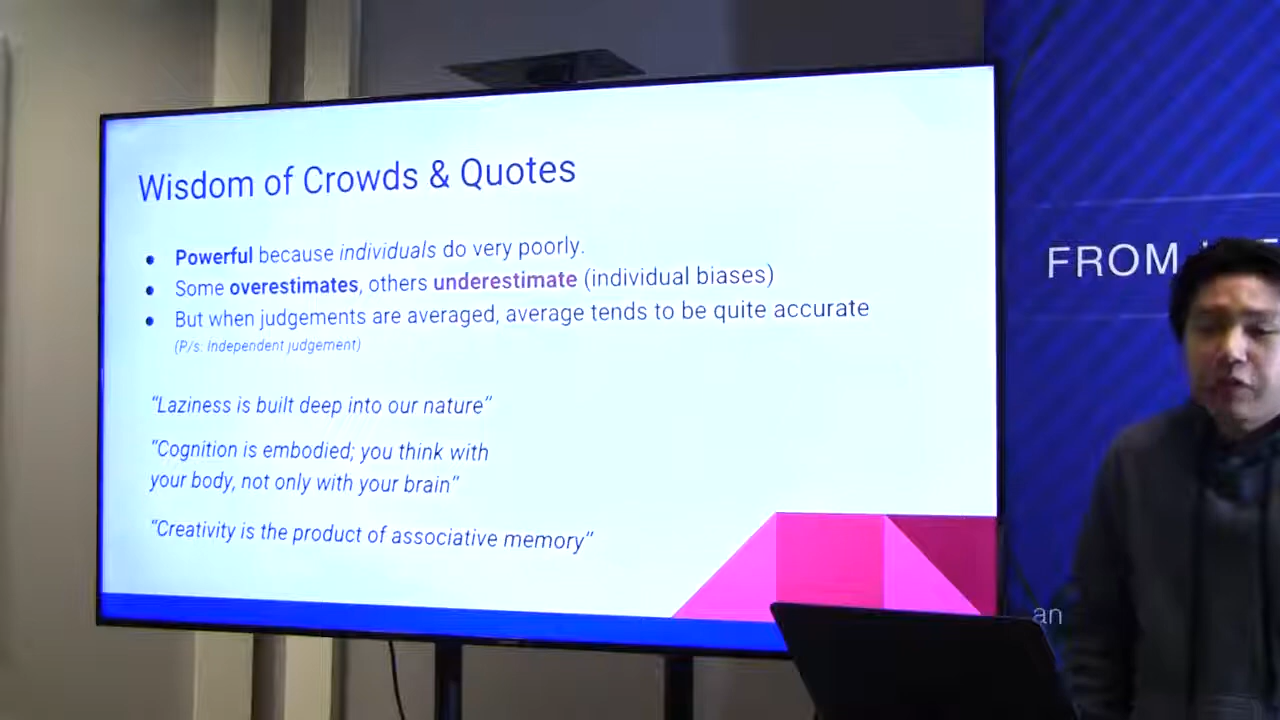 Wisdom of Crowds & Quotes
Powerful because individuals do very poorly.
Some overestimates, others underestimate (individual biases)
But when judgements are averaged, average tends to be quite accurate
(P/s: Independent judgement)
"Laziness is built deep into our nature"
"Cognition is embodied; you think with
your body, not only with your brain"
"Creativity is the product of associative memory"
FROM
an